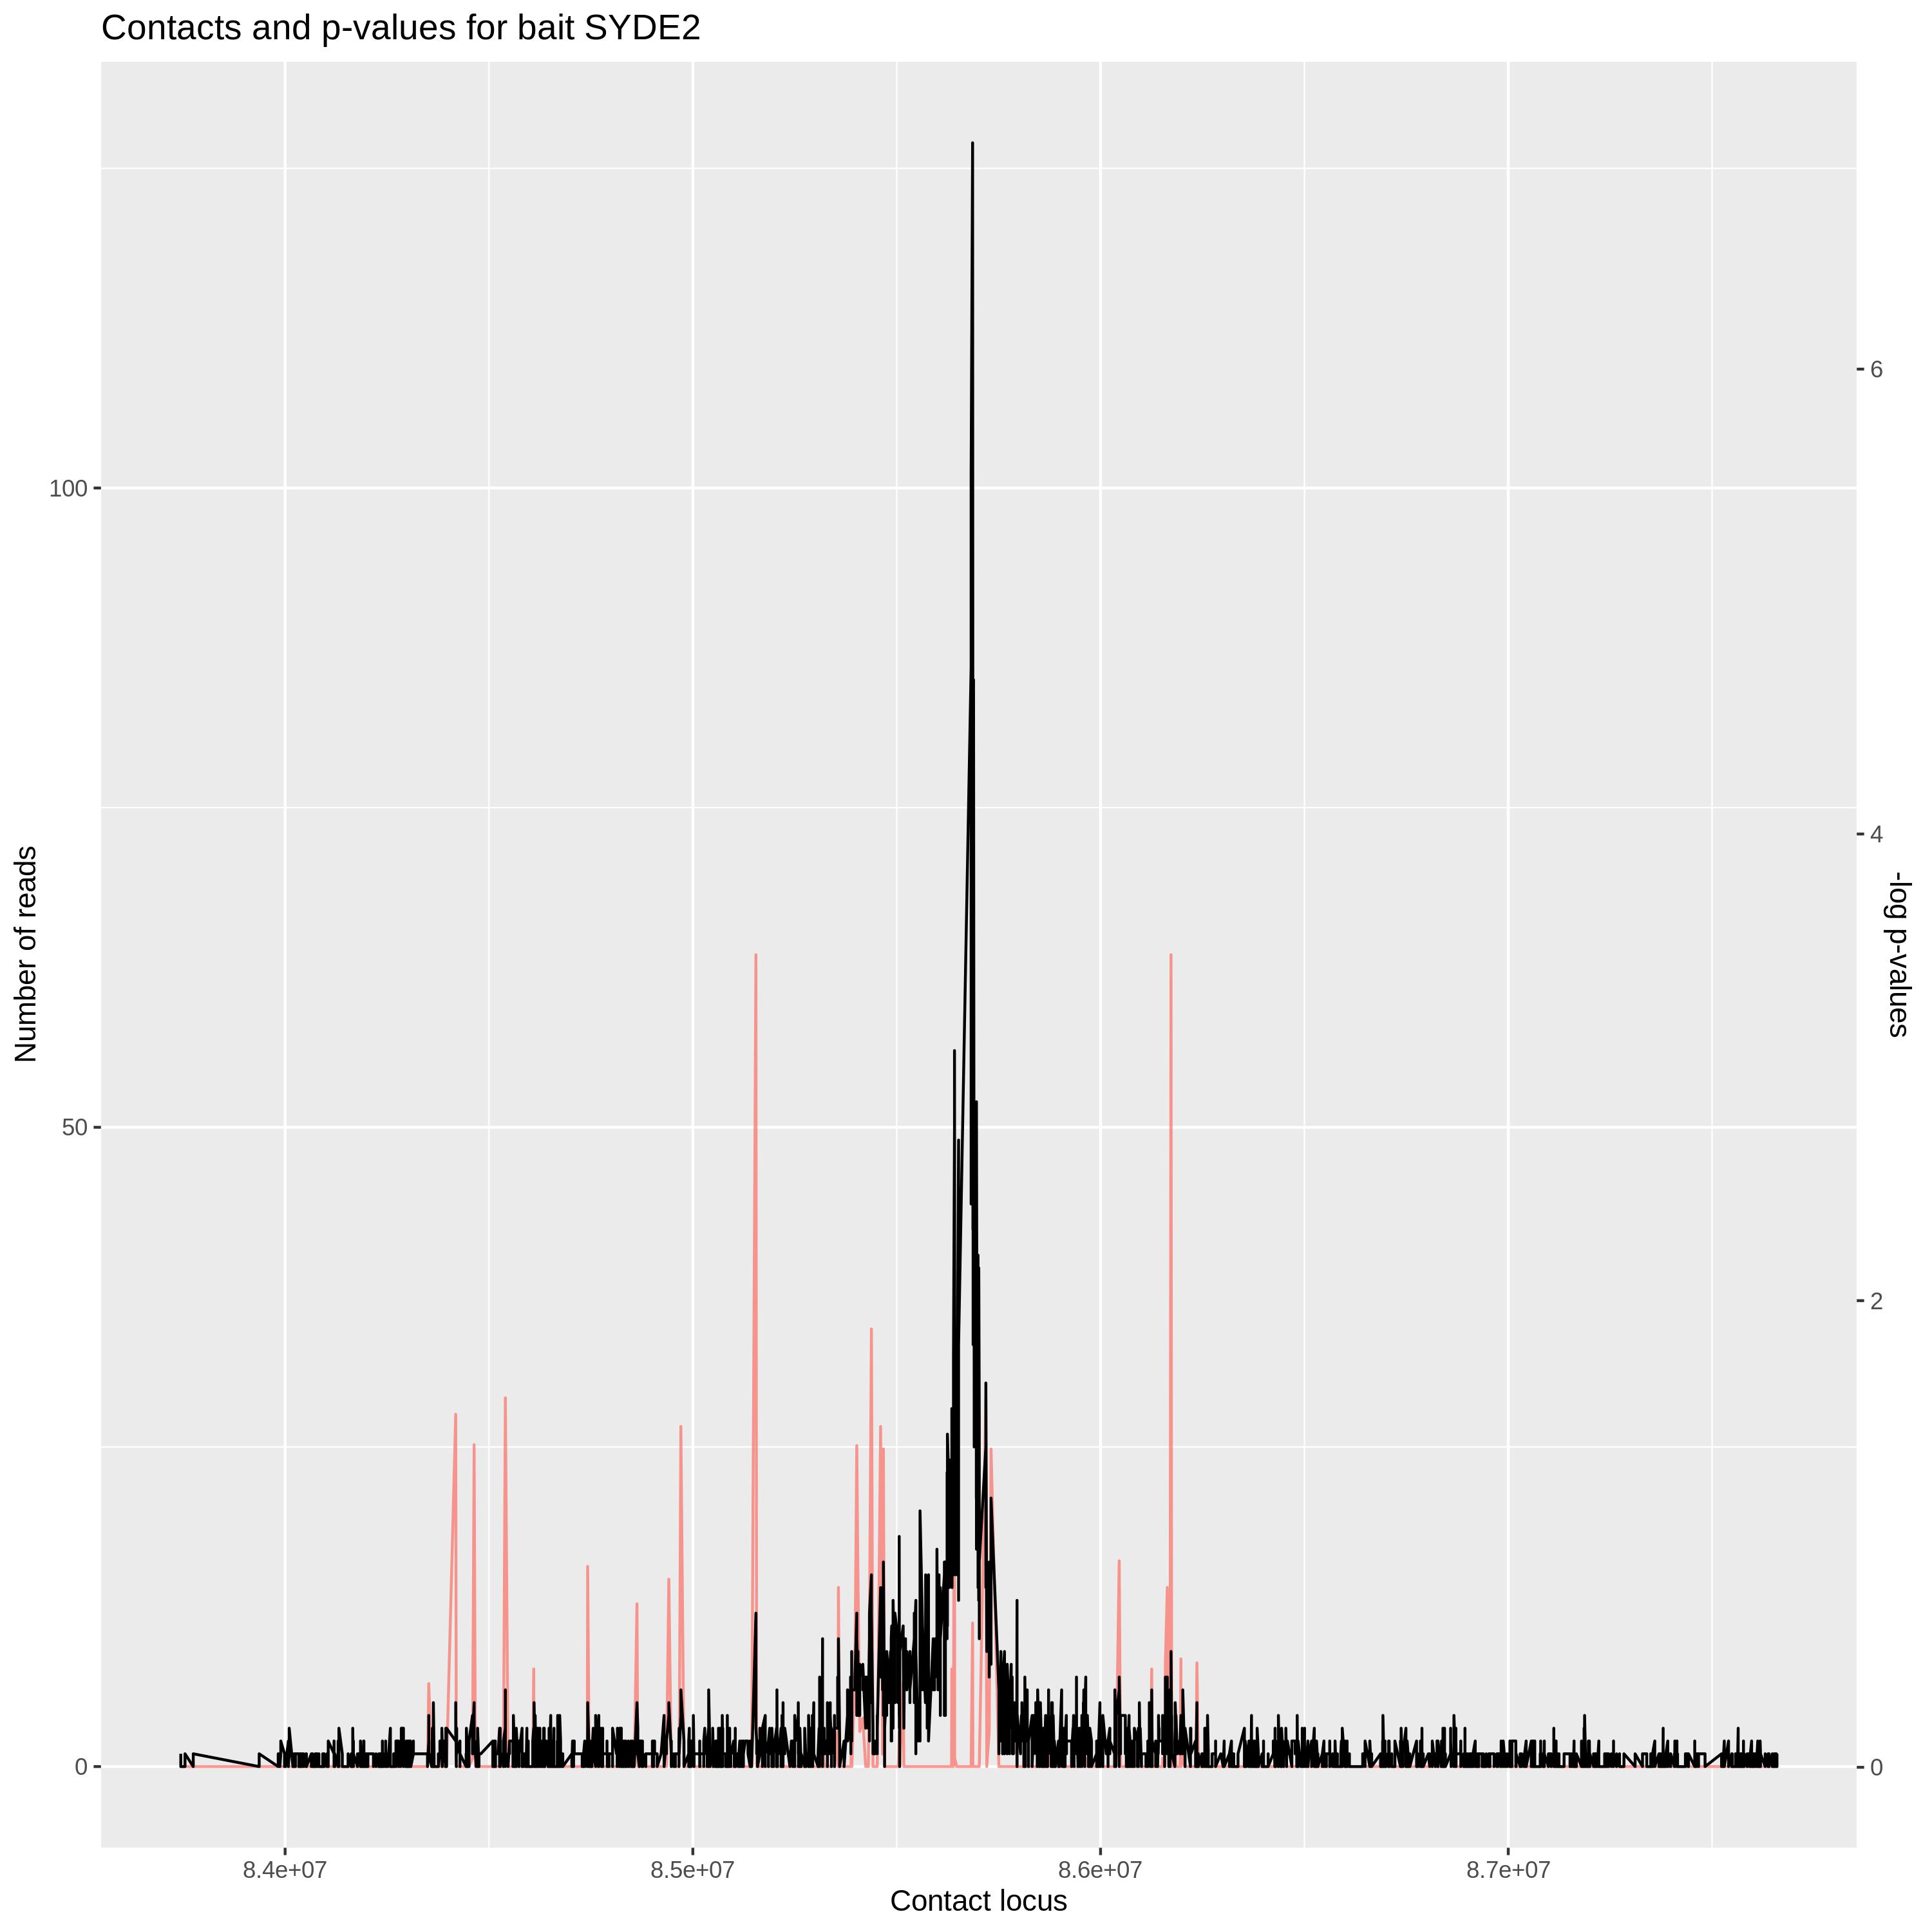 Contacts and p-values for bait SYDE2
100
50
0
Number of reads
6
4
2
0
-log p-values
8.4e+07
8.5e+07
8.6e+07
8.7e+07
Contact locus